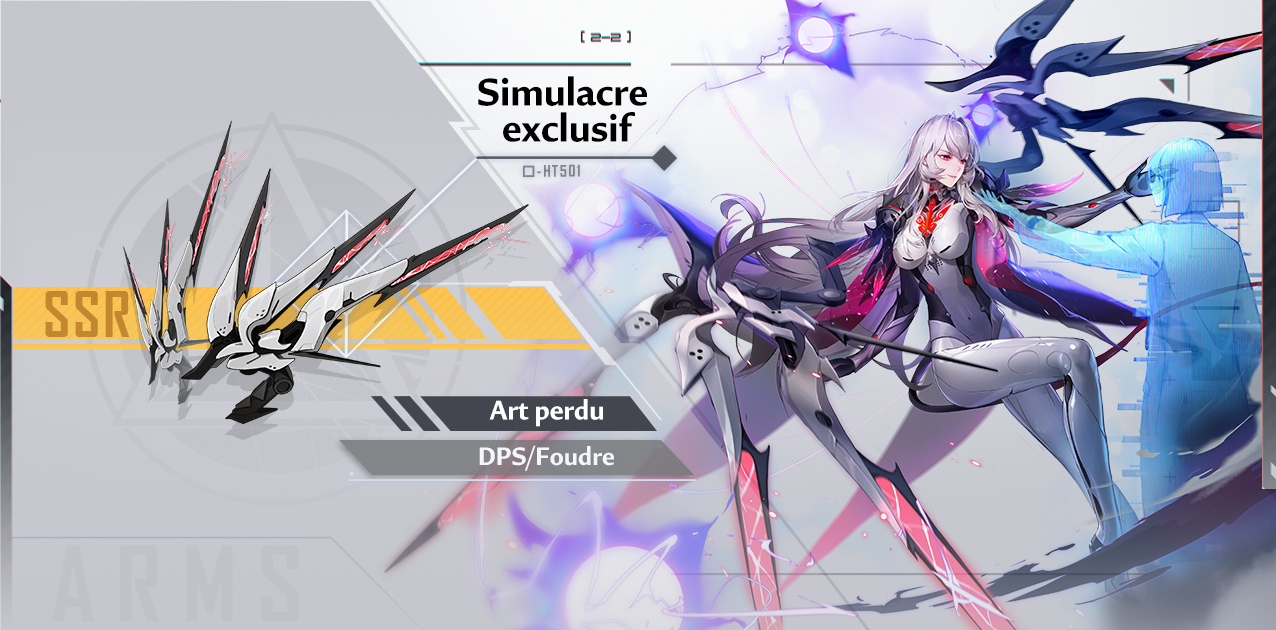 [ 2-2 ]
Simulacre
exclusif
-HT501
SSR
Art perdu
DPS/Foudre
ARMS